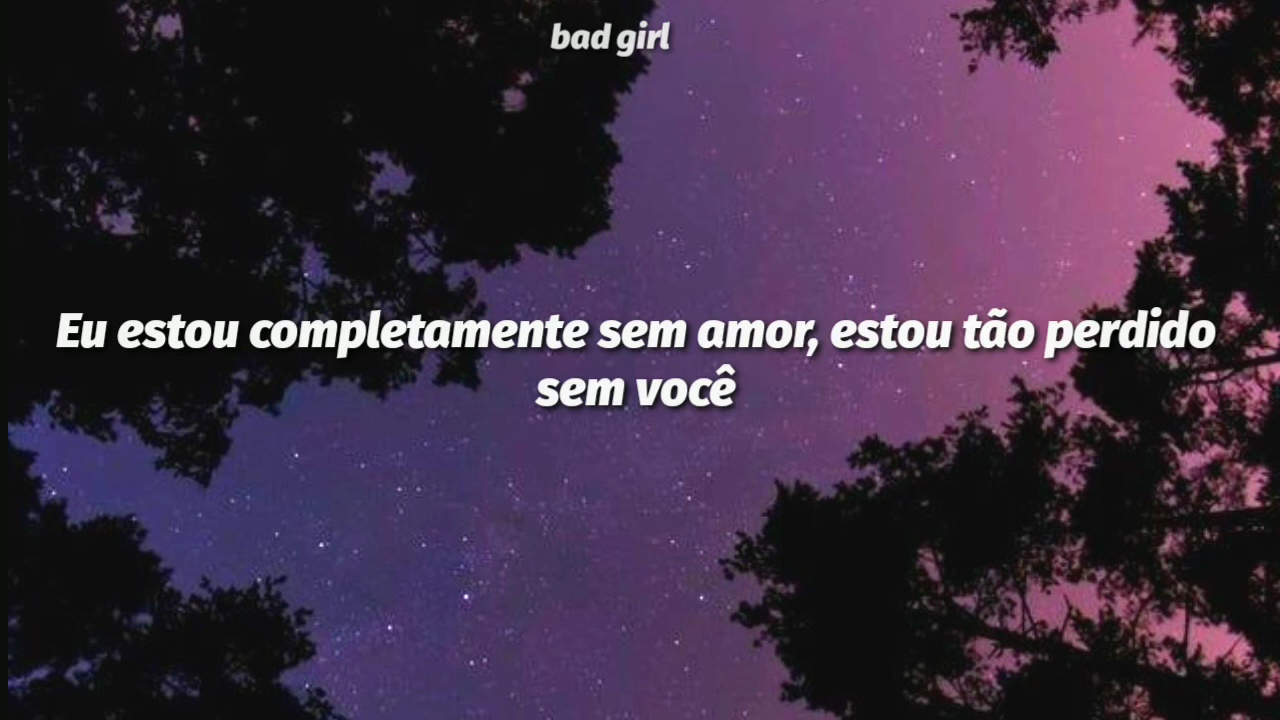 bad girl
Eu estou completamente sem amor, estou tão perdido
sem você